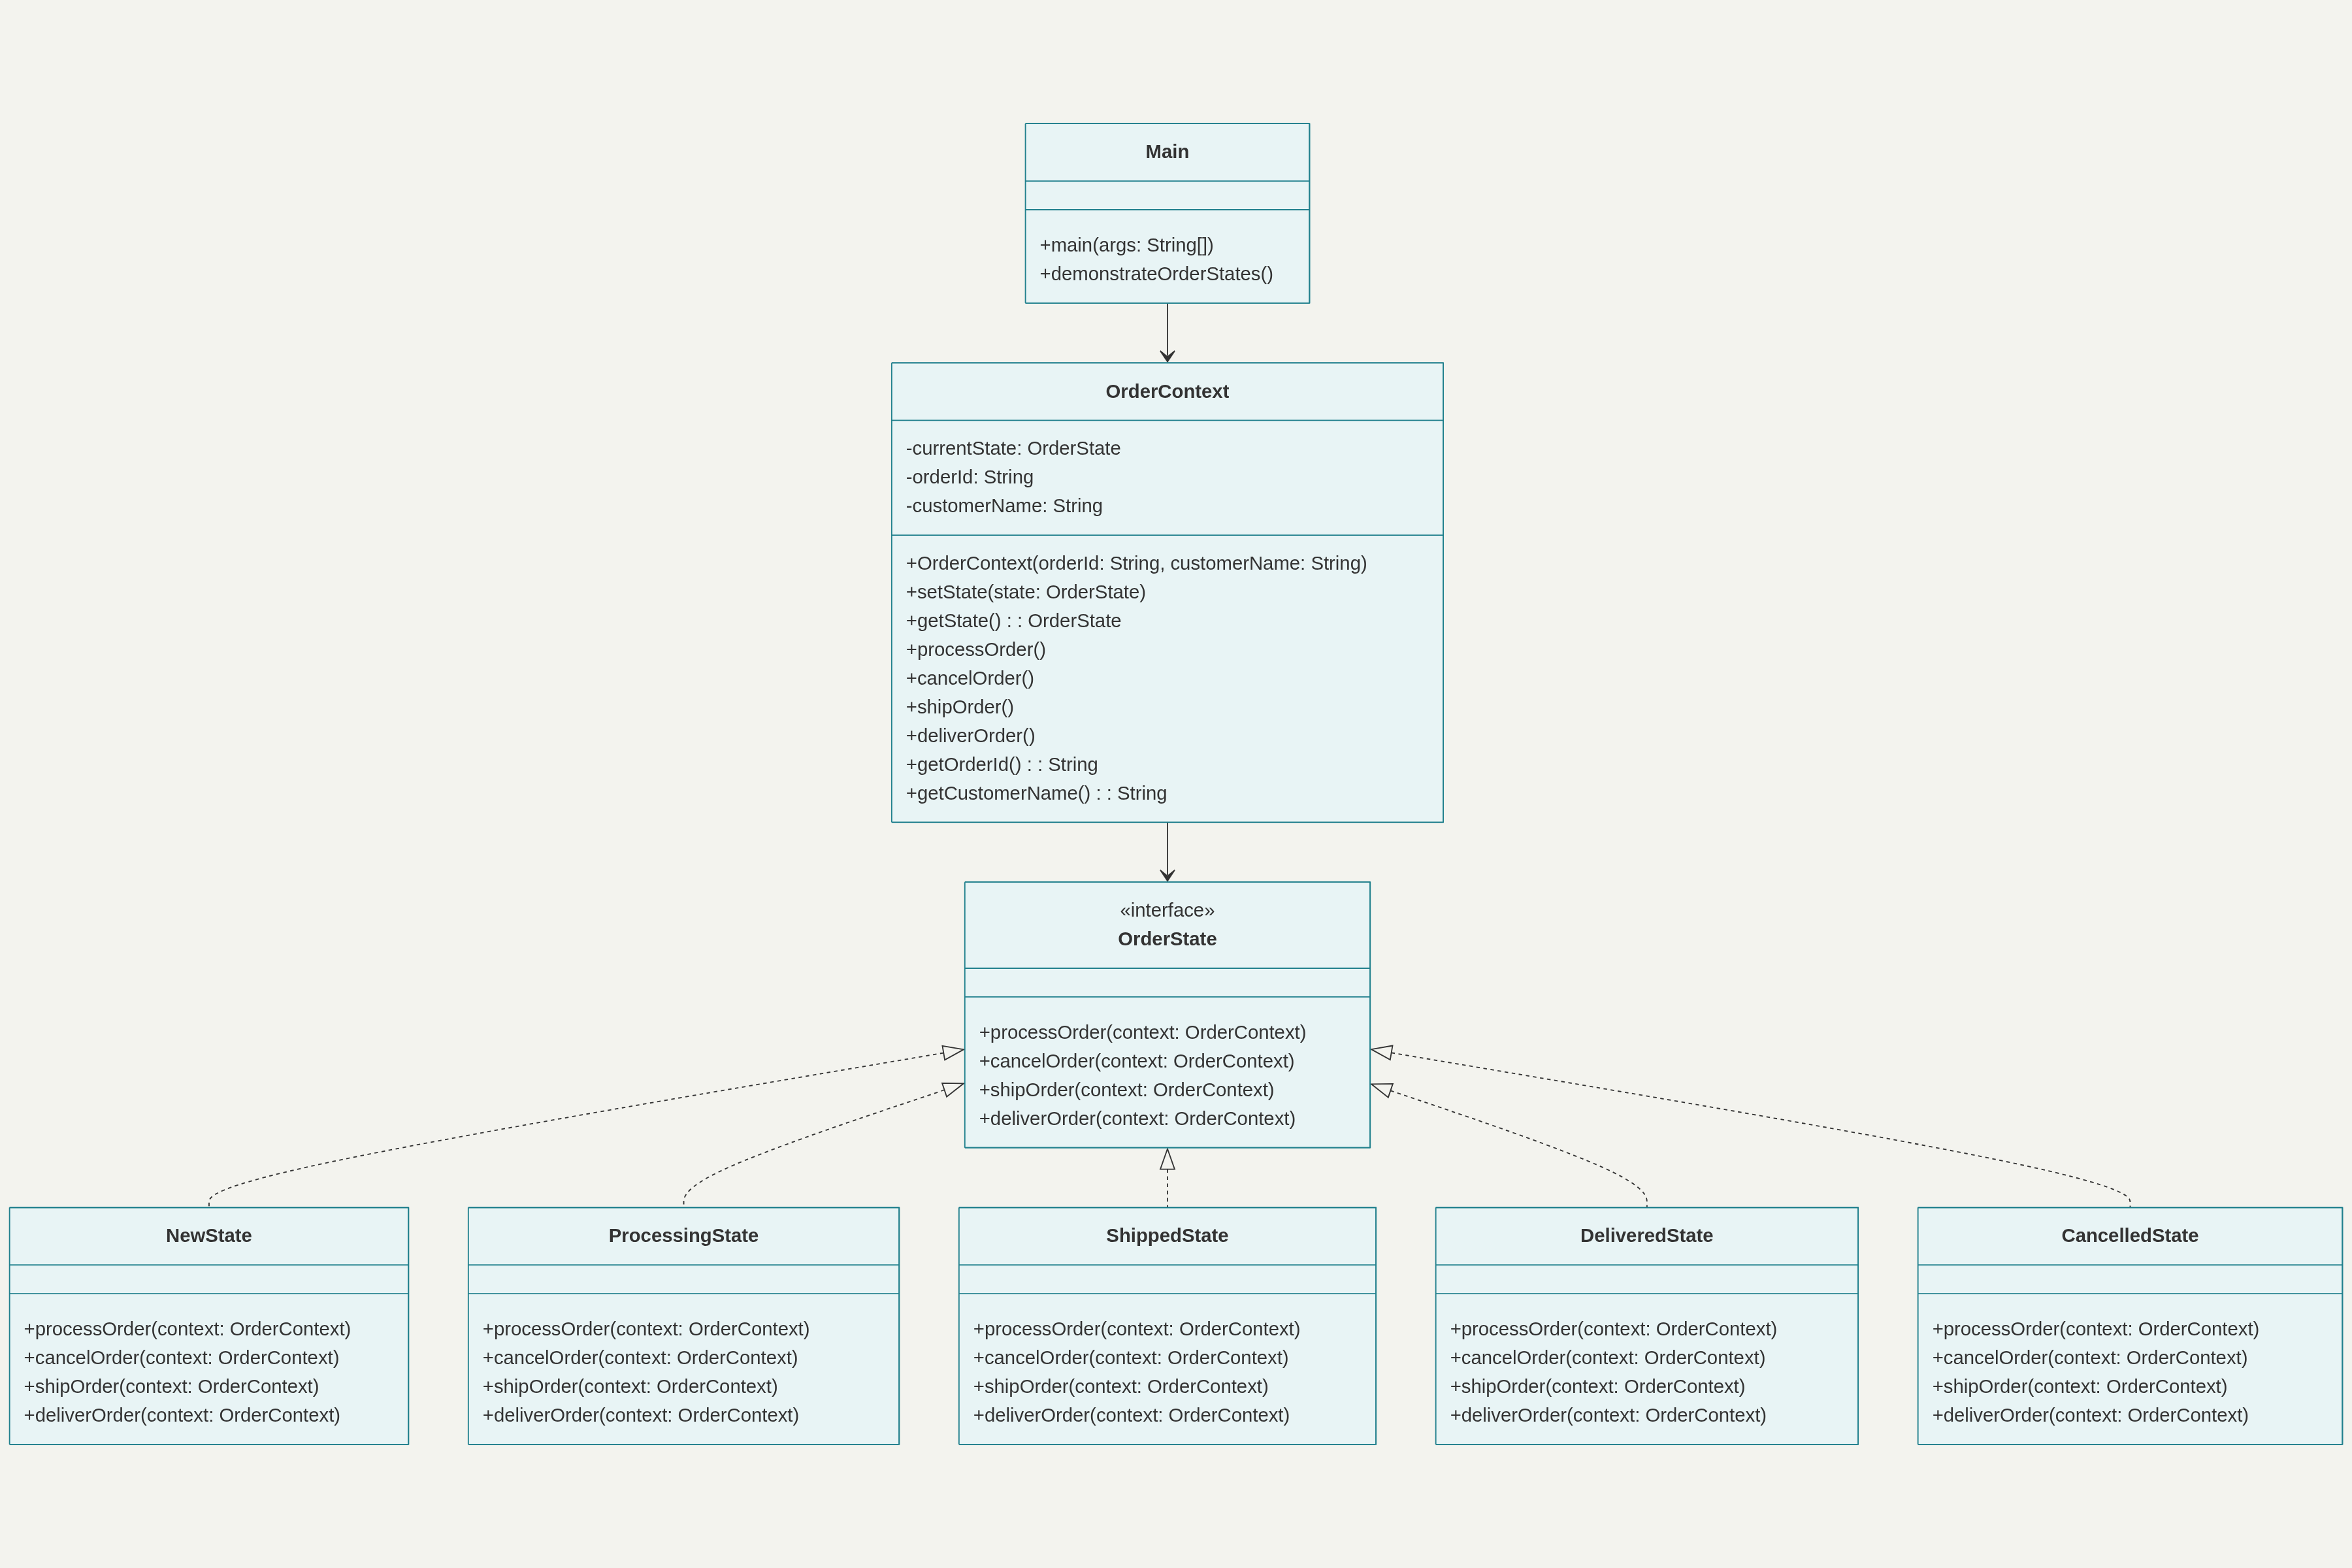 Main
+main(args: String[])
+demonstrateOrderStates()
OrderContext
-currentState: OrderState
-orderId: String
-customerName: String
+OrderContext(orderId: String, customerName: String)
+setState(state: OrderState)
+getState() : : OrderState
+processOrder()
+cancelOrder()
+shipOrder()
+deliverOrder()
+getOrderId() : : String
+getCustomerName() : : String
«interface»
OrderState
+processOrder(context: OrderContext)
+cancelOrder(context: OrderContext)
+shipOrder(context: OrderContext)
+deliverOrder(context: OrderContext)
NewState
+processOrder(context: OrderContext)
+cancelOrder(context: OrderContext)
+shipOrder(context: OrderContext)
+deliverOrder(context: OrderContext)
ProcessingState
+processOrder(context: OrderContext)
+cancelOrder(context: OrderContext)
+shipOrder(context: OrderContext)
+deliverOrder(context: OrderContext)
ShippedState
+processOrder(context: OrderContext)
+cancelOrder(context: OrderContext)
+shipOrder(context: OrderContext)
+deliverOrder(context: OrderContext)
DeliveredState
+processOrder(context: OrderContext)
+cancelOrder(context: OrderContext)
+shipOrder(context: OrderContext)
+deliverOrder(context: OrderContext)
CancelledState
+processOrder(context: OrderContext)
+cancelOrder(context: OrderContext)
+shipOrder(context: OrderContext)
+deliverOrder(context: OrderContext)